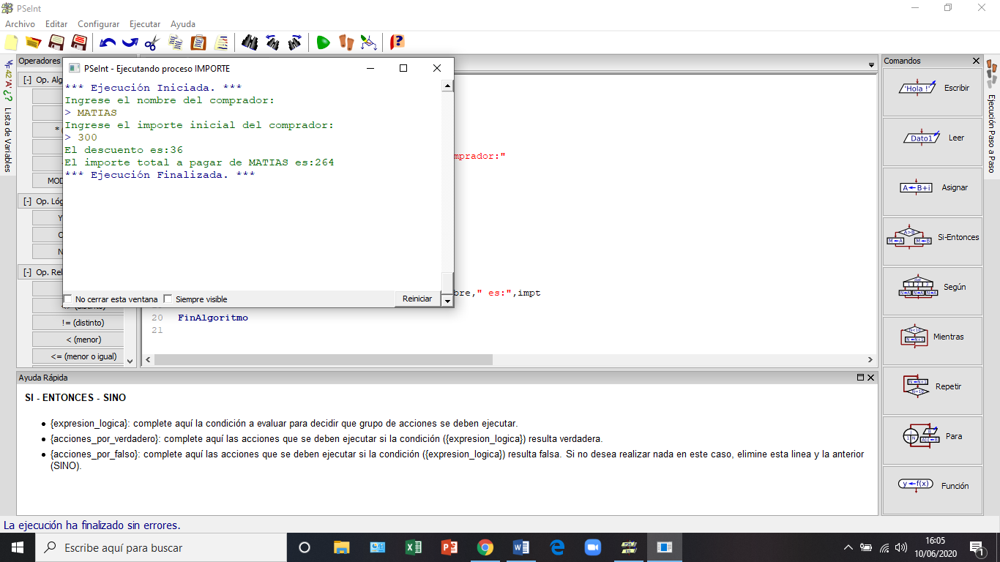 PSeInt
Archivo Editar Configurar Ejecutar Ayuda
Operadores
[-] Op. Alg
* (
MOD
[-] Op. Lóg
Y
O
N
[-] Op. Rel
!= (distinto)
< (menor)
<= (menor o igual)
42 'A' ¿? Lista de Variables
PSeInt - Ejecutando proceso IMPORTE
*** Ejecución Iniciada. ***
Ingrese el nombre del comprador:
> MATIAS
Ingrese el importe inicial del comprador:
> 300
El descuento es:36
El importe total a pagar de MATIAS es:264
*** Ejecución Finalizada. ***
No cerrar esta ventana Siempre visible Reiniciar
mprador:"
bre," es:",impt
20 FinAlgoritmo
21
Comandos
'Hola !' Escribir
Dato1 Leer
A B+i Asignar
A>B M A M B Si-Entonces
Según
Mientras
Repetir
Para
y f(x) Función
Ejecución Paso a Paso
Ayuda Rápida
SI - ENTONCES - SINO
{expresion_logica}: complete aquí la condición a evaluar para decidir que grupo de acciones se deben ejecutar.
{acciones_por_verdadero}: complete aquí las acciones que se deben ejecutar si la condición ({expresion_logica}) resulta verdadera.
{acciones_por_falso}: complete aquí las acciones que se deben ejecutar si la condición ({expresion_logica}) resulta falsa. Si no desea realizar nada en este caso, elimine esta linea y la anterior
(SINO).
La ejecución ha finalizado sin errores.
Escribe aquí para buscar
16:05
10/06/2020
1